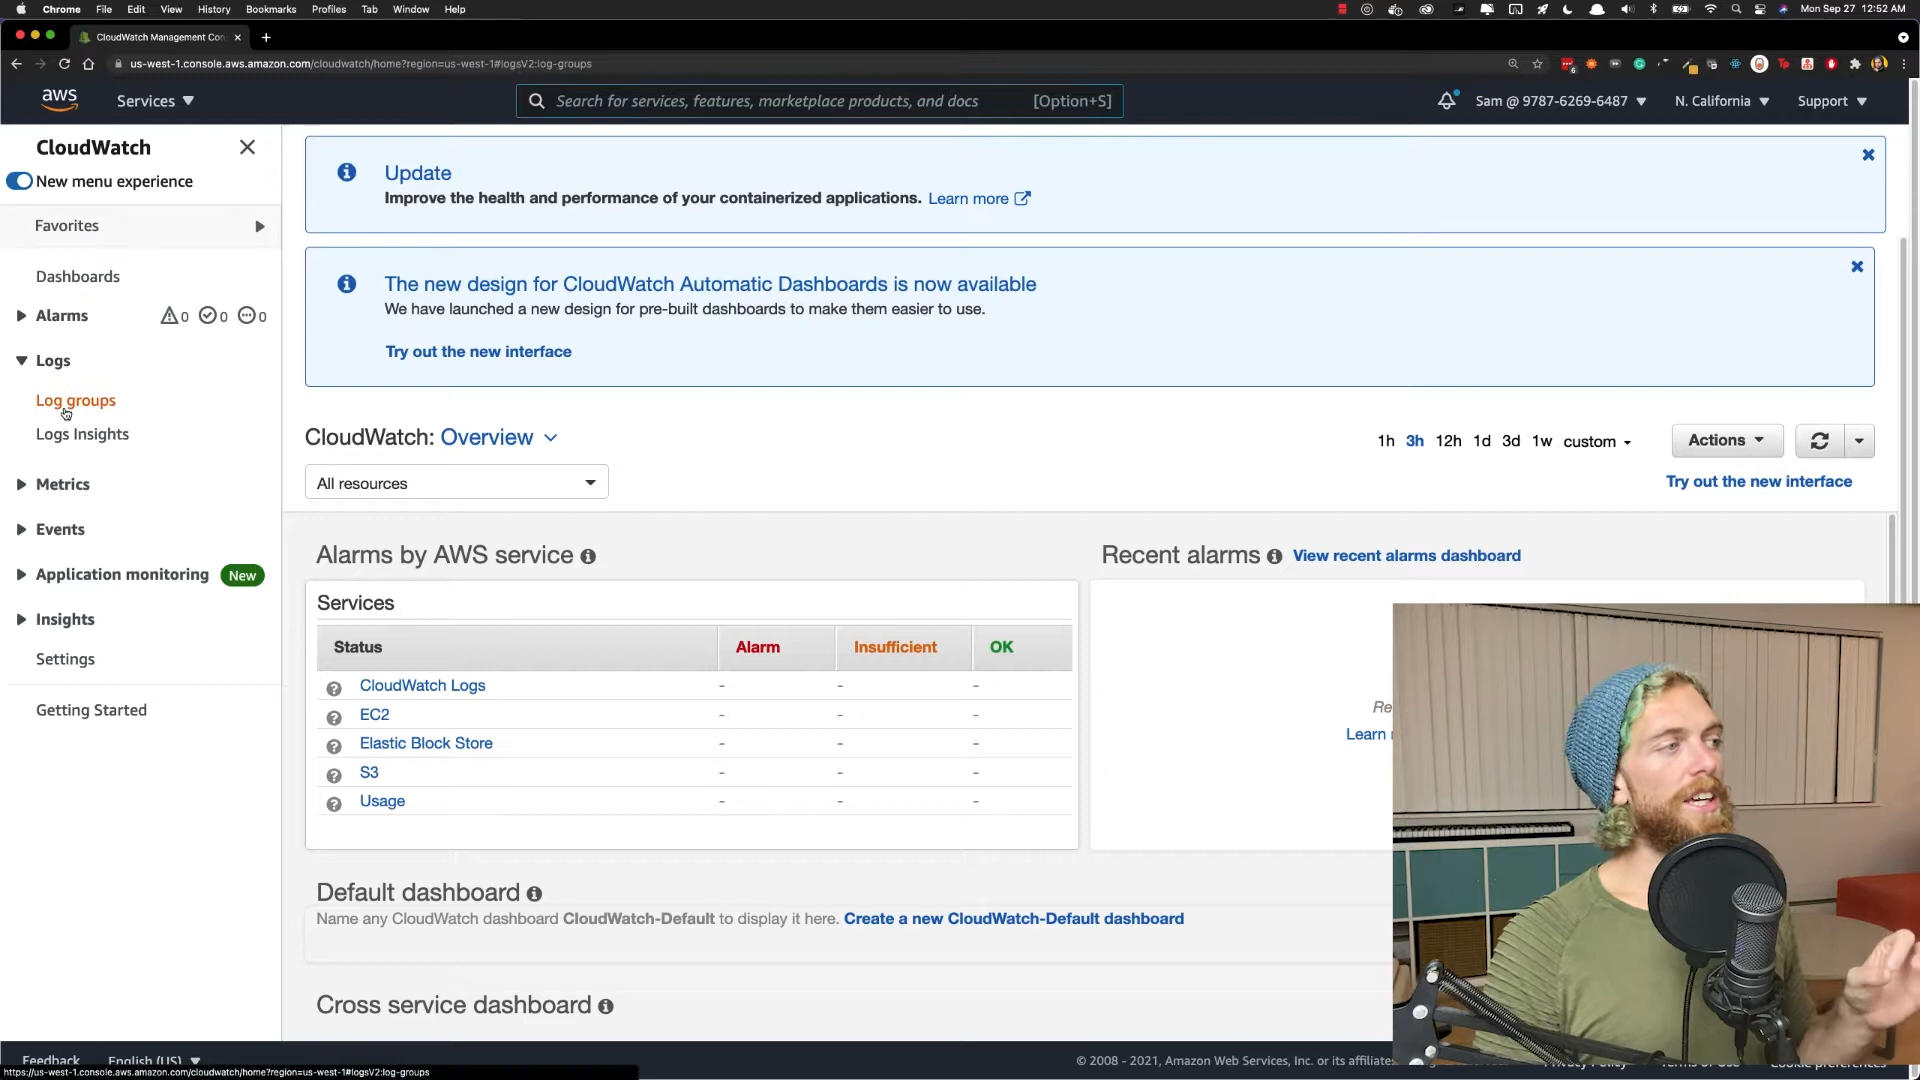 Chrome File Edit View History Bookmarks Profiles Tab Window Help
Mon Sep 27 12:52 AM
CloudWatch Management Con
us-west-1.console.aws.amazon.com/cloudwatch/home?region=us-west-1#logsV2:log-groups
aws Services
Search for services, features, marketplace products, and docs [Option+S]
Sam @ 9787-6269-6487 N. California Support
CloudWatch
New menu experience
Favorites
Dashboards
Alarms 0 0 0
Logs
Log groups
Logs Insights
Metrics
Events
Application monitoring New
Insights
Settings
Getting Started
Update
Improve the health and performance of your containerized applications. Learn more
The new design for CloudWatch Automatic Dashboards is now available
We have launched a new design for pre-built dashboards to make them easier to use.
Try out the new interface
CloudWatch: Overview
1h 3h 12h 1d 3d 1w custom
Actions
All resources
Try out the new interface
Alarms by AWS service
Services
Status Alarm Insufficient OK
CloudWatch Logs - - -
EC2 - - -
Elastic Block Store - - -
S3 - - -
Usage - - -
Recent alarms View recent alarms dashboard
Re
Learn
Default dashboard
Name any CloudWatch dashboard CloudWatch-Default to display it here. Create a new CloudWatch-Default dashboard
Cross service dashboard
Feedback English (US)
© 2008 - 2021, Amazon Web Services, Inc. or its affiliates
https://us-west-1.console.aws.amazon.com/cloudwatch/home?region=us-west-1#logsV2:log-groups